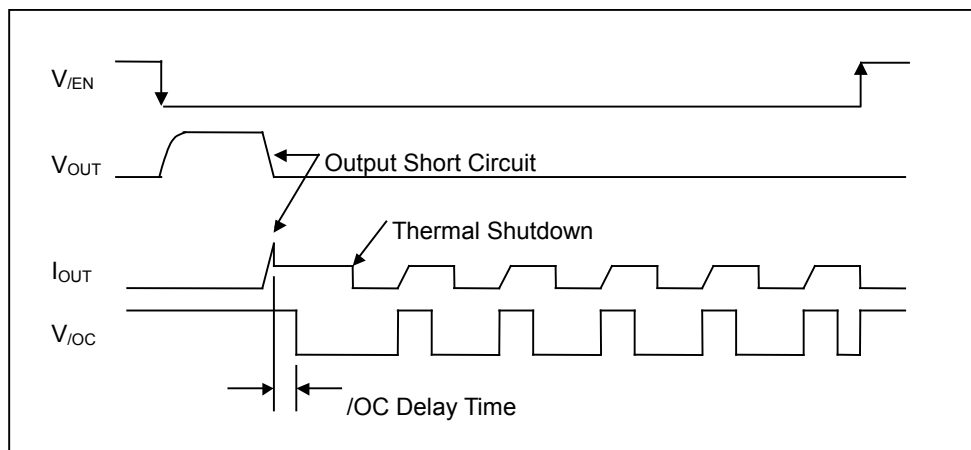 V/EN
VOUT
Output Short Circuit
Thermal Shutdown
IOUT
V/OC
/OC Delay Time